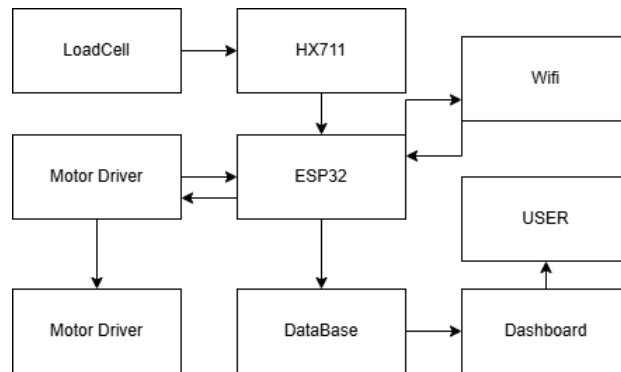 LoadCell
HX711
Wifi
Motor Driver
ESP32
USER
Motor Driver
DataBase
Dashboard